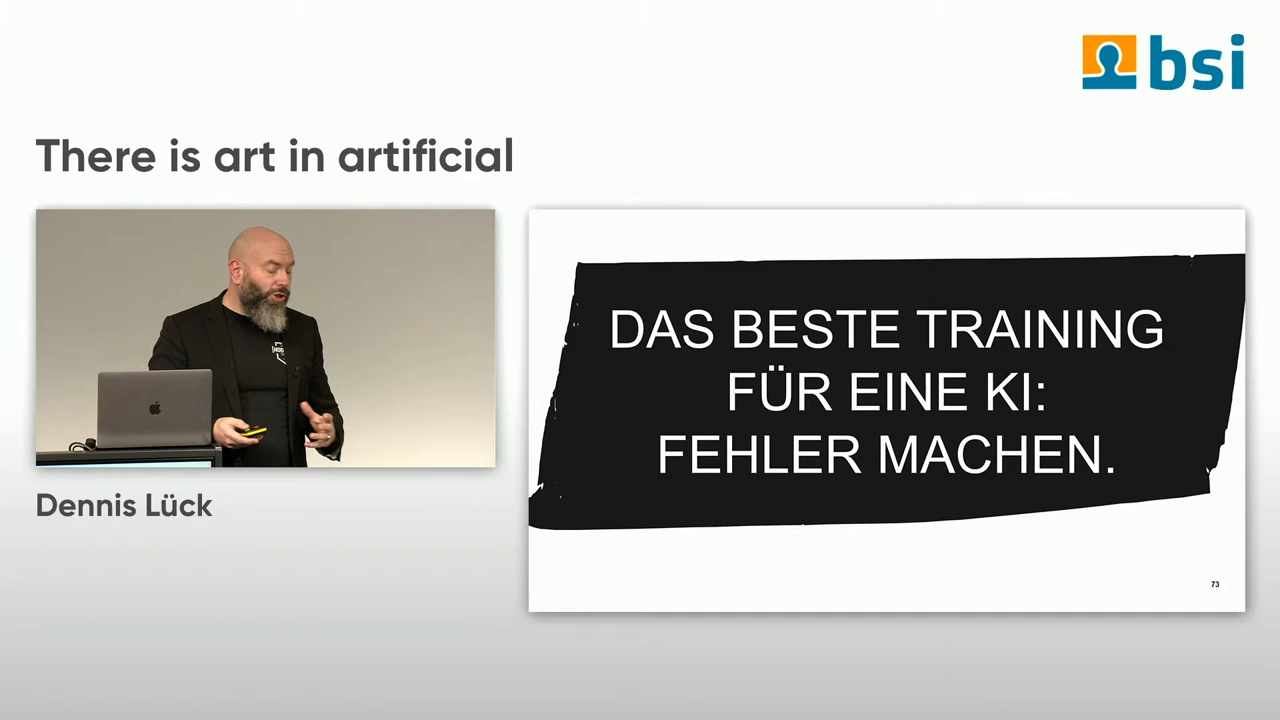 bsi
There is art in artificial
DAS BESTE TRAINING
FÜR EINE KI:
FEHLER MACHEN.
Dennis Lück
73